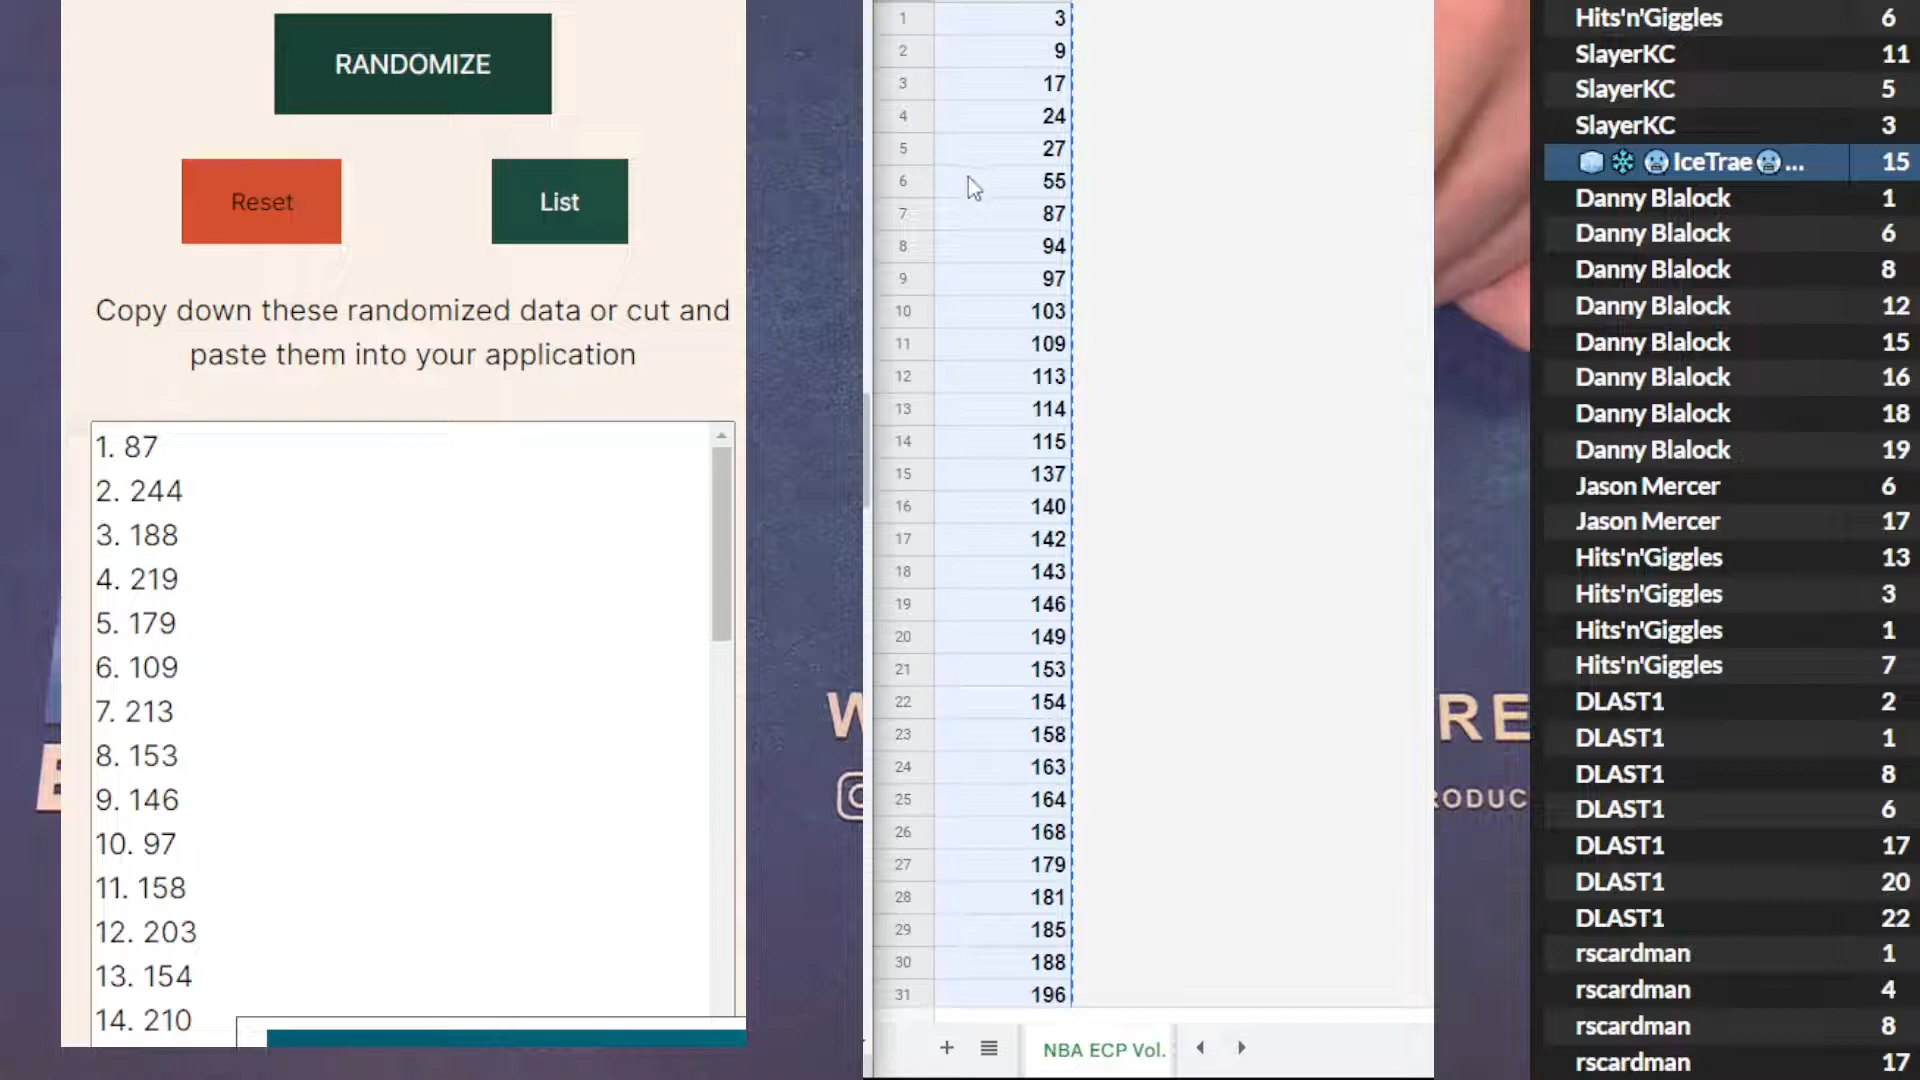 RANDOMIZE
Reset
List
Copy down these randomized data or cut and
paste them into your application
1. 87
2. 244
3. 188
4. 219
5. 179
6. 109
7. 213
8. 153
9. 146
10. 97
11. 158
12. 203
13. 154
14. 210
1 3
2 9
3 17
4 24
5 27
6 55
7 87
8 94
9 97
10 103
11 109
12 113
13 114
14 115
15 137
16 140
17 142
18 143
19 146
20 149
21 153
22 154
23 158
24 163
25 164
26 168
27 179
28 181
29 185
30 188
31 196
+
NBA ECP Vol.
W
RE
RODUC
Hits'n'Giggles 6
SlayerKC 11
SlayerKC 5
SlayerKC 3
🧊❄️🥶IceTrae🥶... 15
Danny Blalock 1
Danny Blalock 6
Danny Blalock 8
Danny Blalock 12
Danny Blalock 15
Danny Blalock 16
Danny Blalock 18
Danny Blalock 19
Jason Mercer 6
Jason Mercer 17
Hits'n'Giggles 13
Hits'n'Giggles 3
Hits'n'Giggles 1
Hits'n'Giggles 7
DLAST1 2
DLAST1 1
DLAST1 8
DLAST1 6
DLAST1 17
DLAST1 20
DLAST1 22
rscardman 1
rscardman 4
rscardman 8
rscardman 17